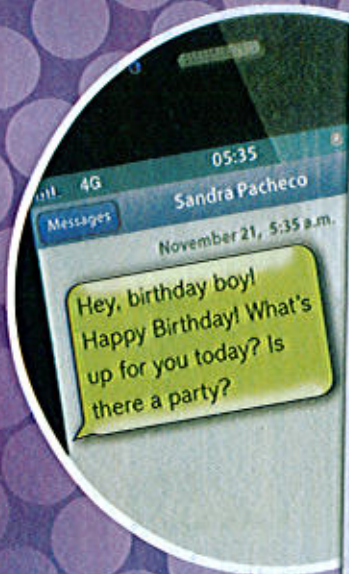 4G
05:35
Messages
Sandra Pacheco
November 21, 5:35 a.m.
Hey, birthday boy!
Happy Birthday! What's
up for you today? Is
there a party?